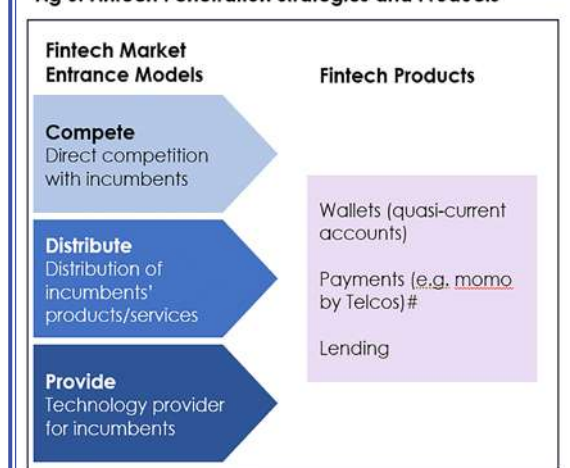 Fintech Market
Entrance Models
Fintech Products
Compete
Direct competition
with incumbents
Distribute
Distribution of
incumbents'
products/services
Provide
Technology provider
for incumbents
Wallets (quasi-current
accounts)
Payments (e.g. momo
by Telcos)#
Lending